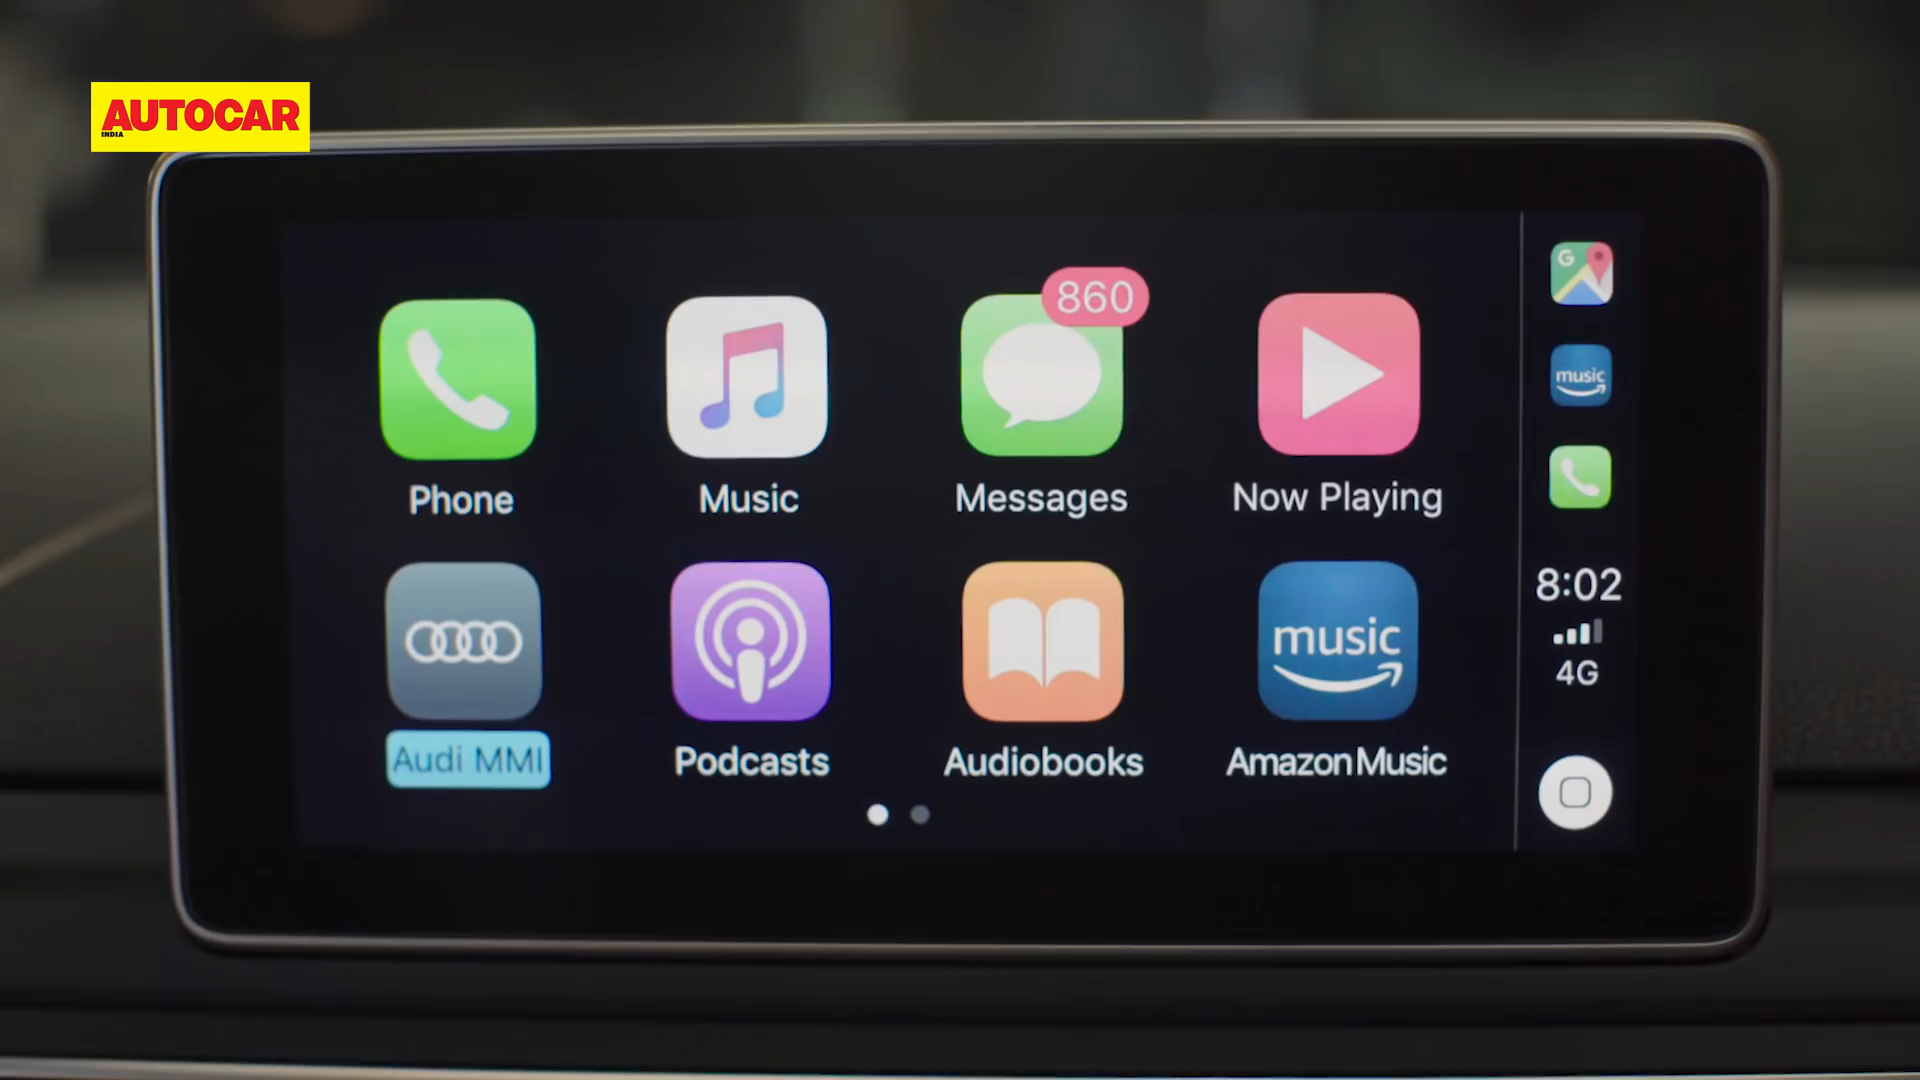 AUTOCAR
INDIA
860
G
music
Phone
Music
Messages
Now Playing
8:02
4G
music
Audi MMI
Podcasts
Audiobooks
Amazon Music